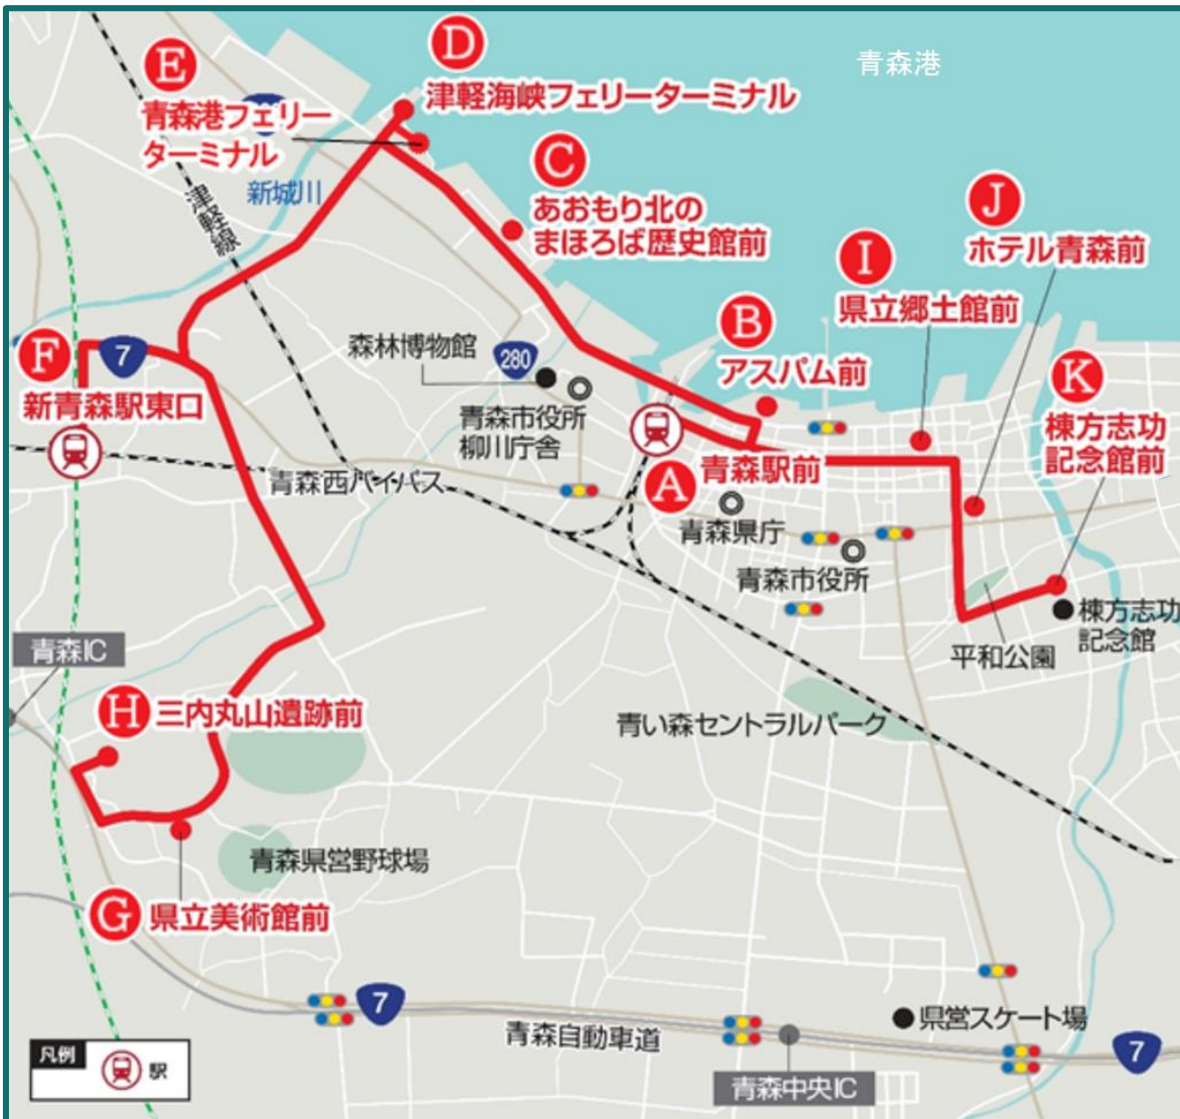 青森港
D
津軽海峡フェリーターミナル
E
青森港フェリー
ターミナル
C
あおもり北の
まほろば歴史館前
新城川
津軽線
J
ホテル青森前
I
県立郷土館前
B
アスパム前
K
棟方志功
記念館前
F
新青森駅東口
7
森林博物館
280
青森市役所
柳川庁舎
A
青森駅前
青森西バイパス
青森県庁
青森市役所
棟方志功
記念館
平和公園
青森IC
H
三内丸山遺跡前
青い森セントラルパーク
青森県営野球場
G
県立美術館前
7
青森自動車道
県営スケート場
7
青森中央IC
凡例
駅